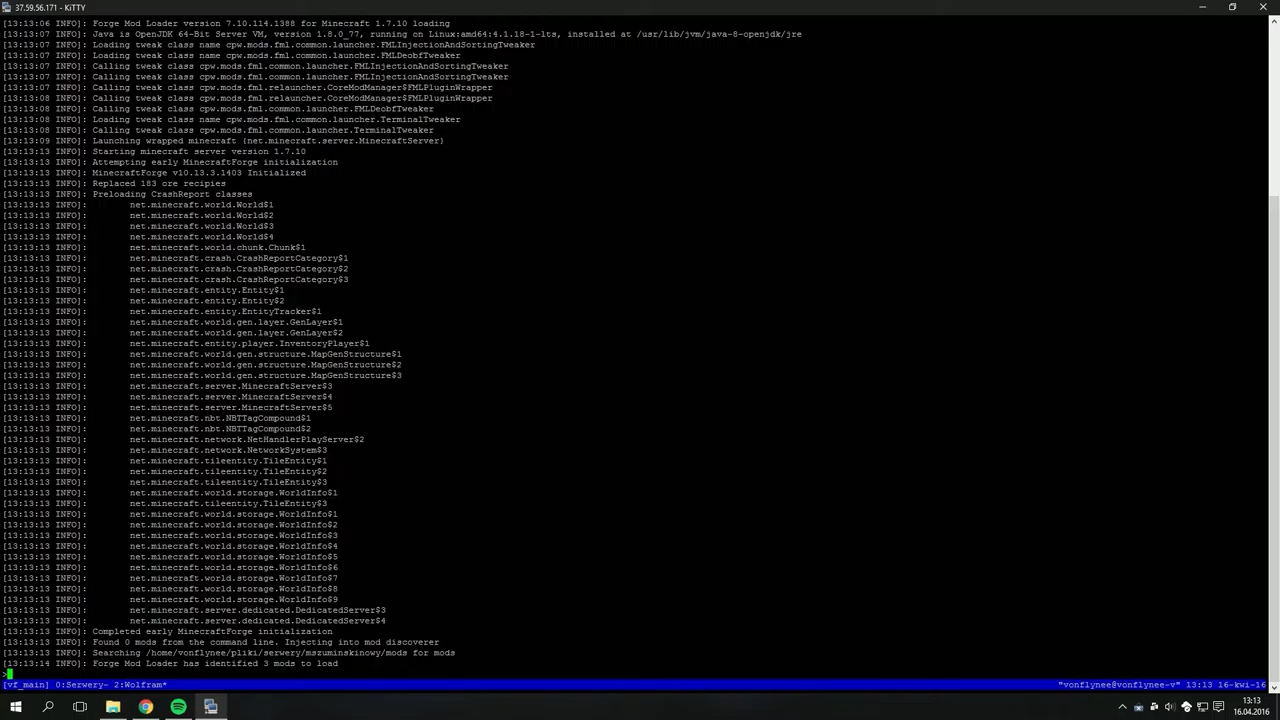 37.59.56.171 - KiTTY
[13:13:06 INFO]: Forge Mod Loader version 7.10.114.1388 for Minecraft 1.7.10 loading
[13:13:07 INFO]: Java is OpenJDK 64-Bit Server VM, version 1.8.0_77, running on Linux:amd64:4.1.18-1-lts, installed at /usr/lib/jvm/java-8-openjdk/jre
[13:13:07 INFO]: Loading tweak class name cpw.mods.fml.common.launcher.FMLInjectionAndSortingTweaker
[13:13:07 INFO]: Loading tweak class name cpw.mods.fml.common.launcher.FMLDeobfTweaker
[13:13:07 INFO]: Calling tweak class cpw.mods.fml.common.launcher.FMLInjectionAndSortingTweaker
[13:13:07 INFO]: Calling tweak class cpw.mods.fml.common.launcher.FMLInjectionAndSortingTweaker
[13:13:07 INFO]: Calling tweak class cpw.mods.fml.relauncher.CoreModManager$FMLPluginWrapper
[13:13:08 INFO]: Calling tweak class cpw.mods.fml.relauncher.CoreModManager$FMLPluginWrapper
[13:13:08 INFO]: Calling tweak class cpw.mods.fml.common.launcher.FMLDeobfTweaker
[13:13:08 INFO]: Loading tweak class name cpw.mods.fml.common.launcher.TerminalTweaker
[13:13:08 INFO]: Calling tweak class cpw.mods.fml.common.launcher.TerminalTweaker
[13:13:09 INFO]: Launching wrapped minecraft {net.minecraft.server.MinecraftServer}
[13:13:13 INFO]: Starting minecraft server version 1.7.10
[13:13:13 INFO]: Attempting early MinecraftForge initialization
[13:13:13 INFO]: MinecraftForge v10.13.3.1403 Initialized
[13:13:13 INFO]: Replaced 183 ore recipies
[13:13:13 INFO]: Preloading CrashReport classes
[13:13:13 INFO]: net.minecraft.world.World$1
[13:13:13 INFO]: net.minecraft.world.World$2
[13:13:13 INFO]: net.minecraft.world.World$3
[13:13:13 INFO]: net.minecraft.world.World$4
[13:13:13 INFO]: net.minecraft.world.chunk.Chunk$1
[13:13:13 INFO]: net.minecraft.crash.CrashReportCategory$1
[13:13:13 INFO]: net.minecraft.crash.CrashReportCategory$2
[13:13:13 INFO]: net.minecraft.crash.CrashReportCategory$3
[13:13:13 INFO]: net.minecraft.entity.Entity$1
[13:13:13 INFO]: net.minecraft.entity.Entity$2
[13:13:13 INFO]: net.minecraft.entity.EntityTracker$1
[13:13:13 INFO]: net.minecraft.world.gen.layer.GenLayer$1
[13:13:13 INFO]: net.minecraft.world.gen.layer.GenLayer$2
[13:13:13 INFO]: net.minecraft.entity.player.InventoryPlayer$1
[13:13:13 INFO]: net.minecraft.world.gen.structure.MapGenStructure$1
[13:13:13 INFO]: net.minecraft.world.gen.structure.MapGenStructure$2
[13:13:13 INFO]: net.minecraft.world.gen.structure.MapGenStructure$3
[13:13:13 INFO]: net.minecraft.server.MinecraftServer$3
[13:13:13 INFO]: net.minecraft.server.MinecraftServer$4
[13:13:13 INFO]: net.minecraft.server.MinecraftServer$5
[13:13:13 INFO]: net.minecraft.nbt.NBTTagCompound$1
[13:13:13 INFO]: net.minecraft.nbt.NBTTagCompound$2
[13:13:13 INFO]: net.minecraft.network.NetHandlerPlayServer$2
[13:13:13 INFO]: net.minecraft.network.NetworkSystem$3
[13:13:13 INFO]: net.minecraft.tileentity.TileEntity$1
[13:13:13 INFO]: net.minecraft.tileentity.TileEntity$2
[13:13:13 INFO]: net.minecraft.tileentity.TileEntity$3
[13:13:13 INFO]: net.minecraft.world.storage.WorldInfo$1
[13:13:13 INFO]: net.minecraft.tileentity.TileEntity$3
[13:13:13 INFO]: net.minecraft.world.storage.WorldInfo$1
[13:13:13 INFO]: net.minecraft.world.storage.WorldInfo$2
[13:13:13 INFO]: net.minecraft.world.storage.WorldInfo$3
[13:13:13 INFO]: net.minecraft.world.storage.WorldInfo$4
[13:13:13 INFO]: net.minecraft.world.storage.WorldInfo$5
[13:13:13 INFO]: net.minecraft.world.storage.WorldInfo$6
[13:13:13 INFO]: net.minecraft.world.storage.WorldInfo$7
[13:13:13 INFO]: net.minecraft.world.storage.WorldInfo$8
[13:13:13 INFO]: net.minecraft.world.storage.WorldInfo$9
[13:13:13 INFO]: net.minecraft.server.dedicated.DedicatedServer$3
[13:13:13 INFO]: net.minecraft.server.dedicated.DedicatedServer$4
[13:13:13 INFO]: Completed early MinecraftForge initialization
[13:13:13 INFO]: Found 0 mods from the command line. Injecting into mod discoverer
[13:13:13 INFO]: Searching /home/vonflynee/pliki/serwery/mszuminskinowy/mods for mods
[13:13:14 INFO]: Forge Mod Loader has identified 3 mods to load
>
[vf_main] 0:Serwery- 2:Wolfram* "vonflynee@vonflynee-v" 13:13 16-kwi-16
13:13
16.04.2016